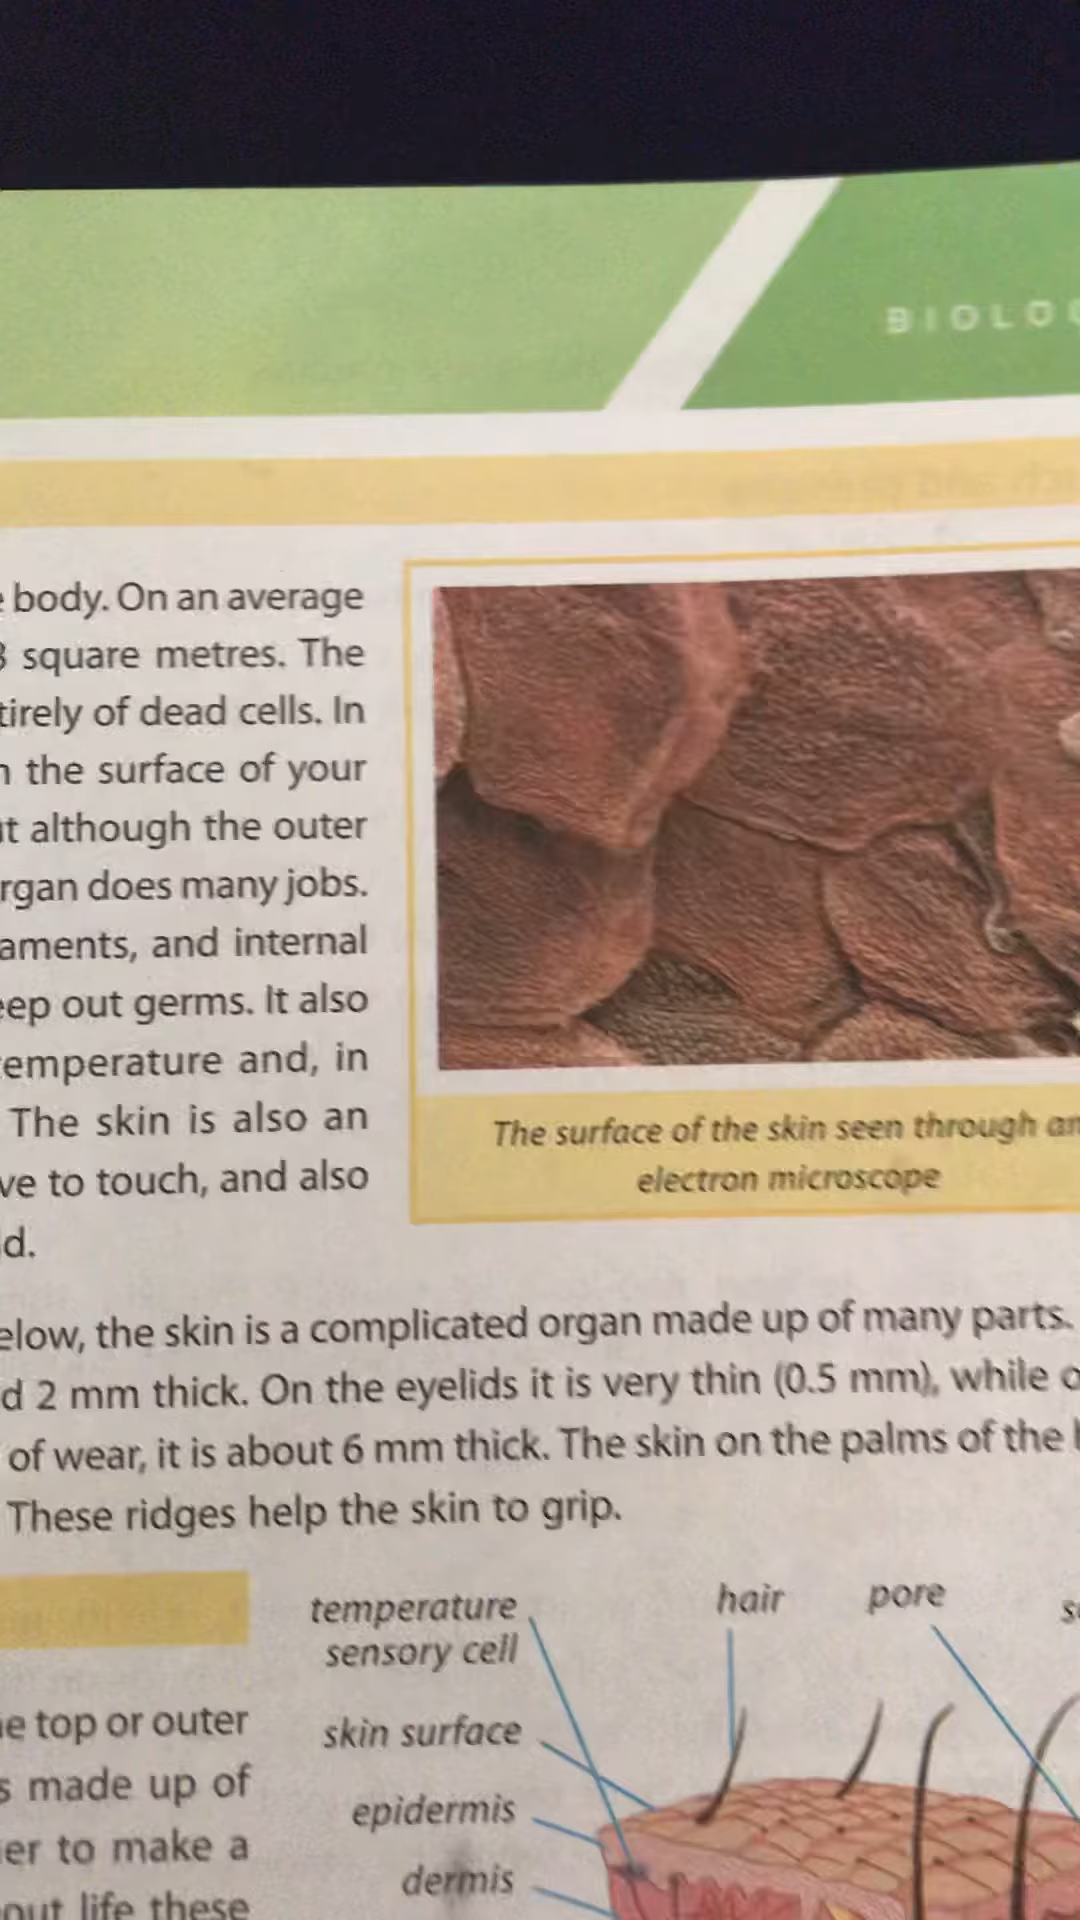 BIOLO
body. On an average
square metres. The
tirely of dead cells. In
the surface of your
although the outer
rgan does many jobs.
aments, and internal
eep out germs. It also
temperature and, in
The skin is also an
ve to touch, and also
d.
The surface of the skin seen through an
electron microscope
elow, the skin is a complicated organ made up of many parts.
d 2 mm thick. On the eyelids it is very thin (0.5 mm), while
of wear, it is about 6 mm thick. The skin on the palms of the
These ridges help the skin to grip.
temperature
sensory cell
hair
pore
skin surface
epidermis
dermis
e top or outer
s made up of
er to make a
out life these